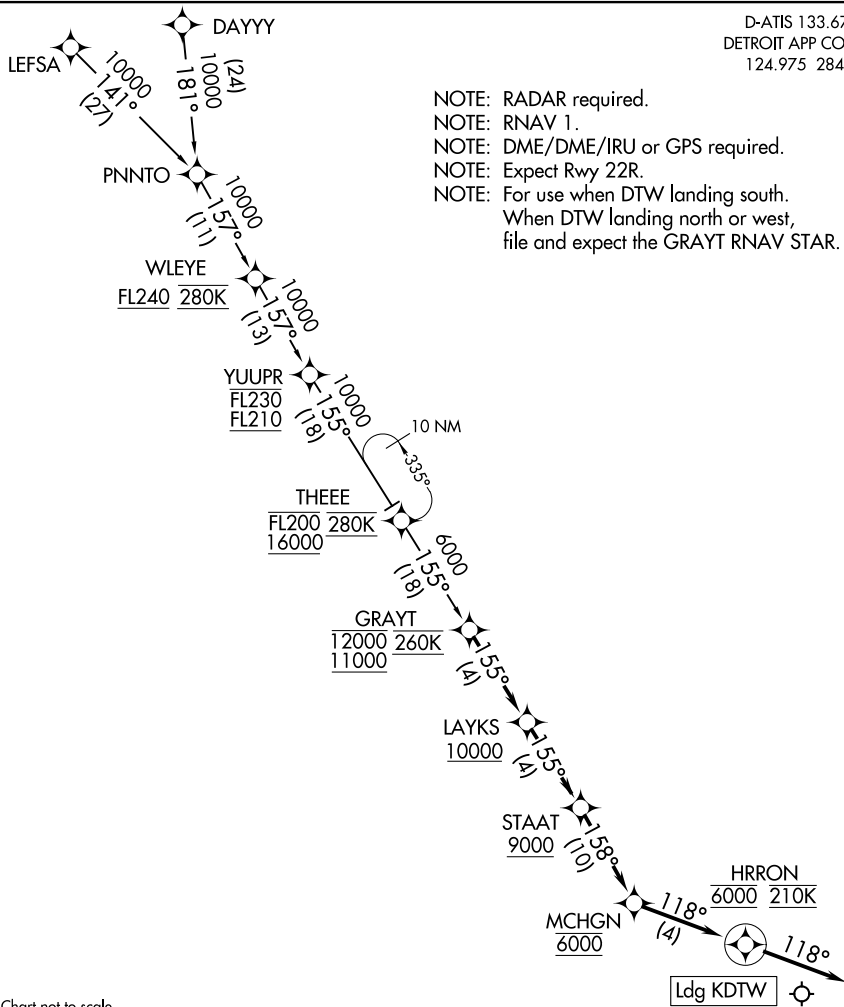 DAYYY
LEFSA
D-ATIS 133.67
DETROIT APP CO
124.975 284
10000
141°
(27)
(24)
10000
181°
NOTE: RADAR required.
NOTE: RNAV 1.
NOTE: DME/DME/IRU or GPS required.
NOTE: Expect Rwy 22R.
NOTE: For use when DTW landing south.
When DTW landing north or west,
file and expect the GRAYT RNAV STAR.
PNNTO
10000
157°
(11)
WLEYE
FL240 280K
10000
157°
(13)
YUUPR
FL230
FL210
10000
155°
(18)
10 NM
335°
THEEE
FL200 280K
16000
6000
155°
(18)
GRAYT
12000 260K
11000
155°
(4)
LAYKS
10000
155°
(4)
STAAT
9000
158°
(10)
HRRON
6000 210K
MCHGN
6000
118°
(4)
118°
Ldg KDTW
Chart not to scale